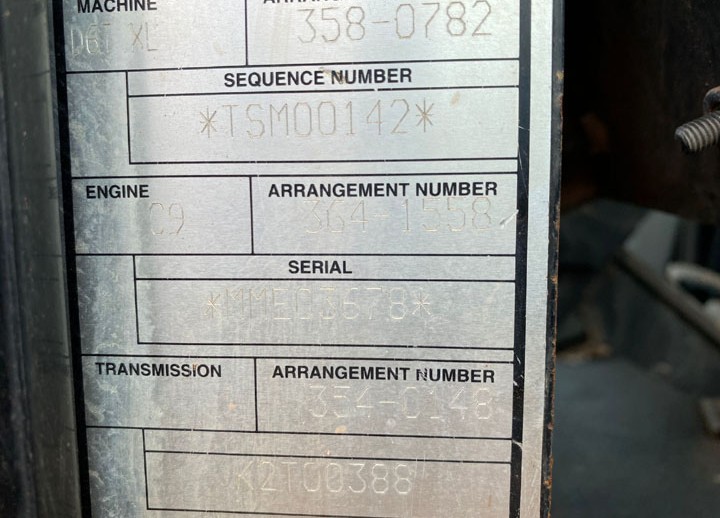 MACHINE
D6T XL 358-0782
SEQUENCE NUMBER
*TSM00142*
ENGINE ARRANGEMENT NUMBER
C9 364-1558
SERIAL
*MME03678*
TRANSMISSION ARRANGEMENT NUMBER
354-0148
K2T00388